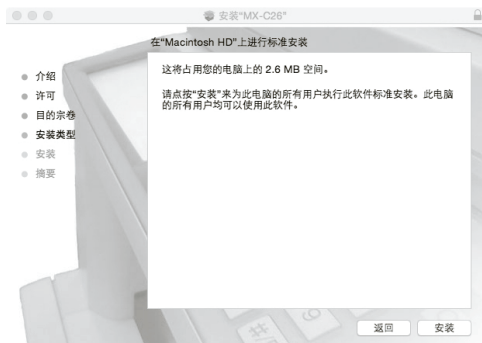 安装“MX-C26”
在“Macintosh HD”上进行标准安装
介绍
许可
目的宗卷
安装类型
安装
摘要
这将占用您的电脑上的 2.6 MB 空间。
请点按“安装”来为此电脑的所有用户执行此软件标准安装。此电脑
的所有用户均可以使用此软件。
返回
安装